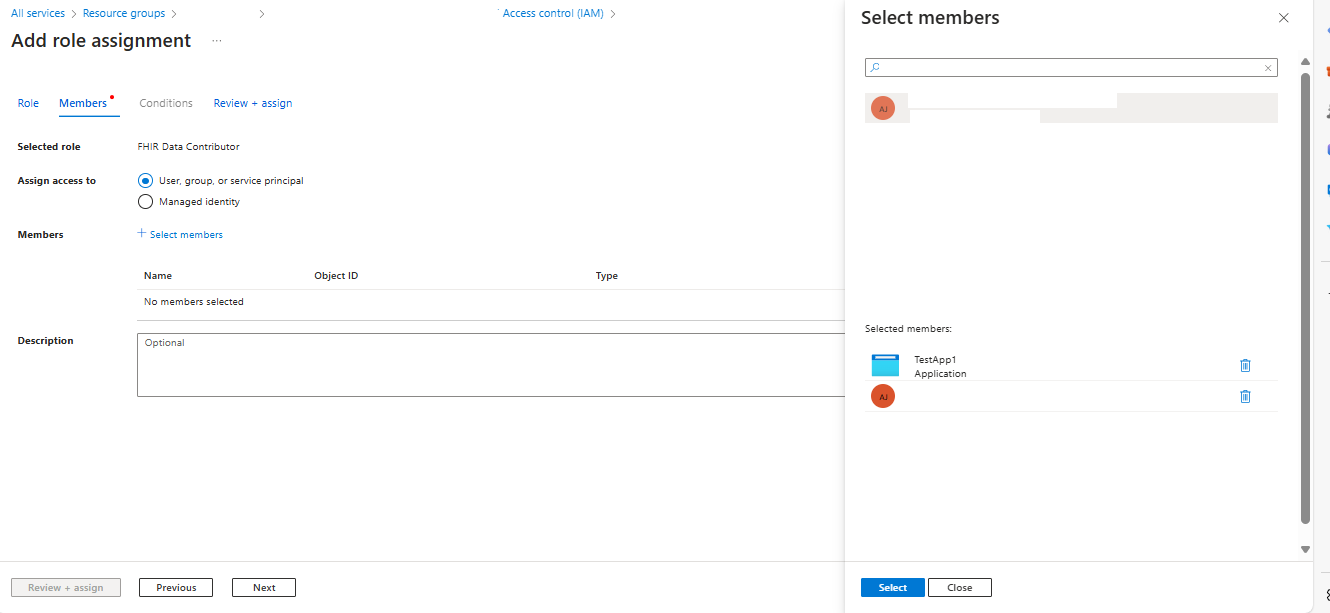 All services > Resource groups > > Access control (IAM) >
Add role assignment ...
Role Members Conditions Review + assign
Selected role FHIR Data Contributor
Assign access to User, group, or service principal
Managed identity
Members + Select members
Name Object ID Type
No members selected
Description Optional
Review + assign Previous Next
Select members
AJ
Selected members:
TestApp1
Application
AJ
Select Close